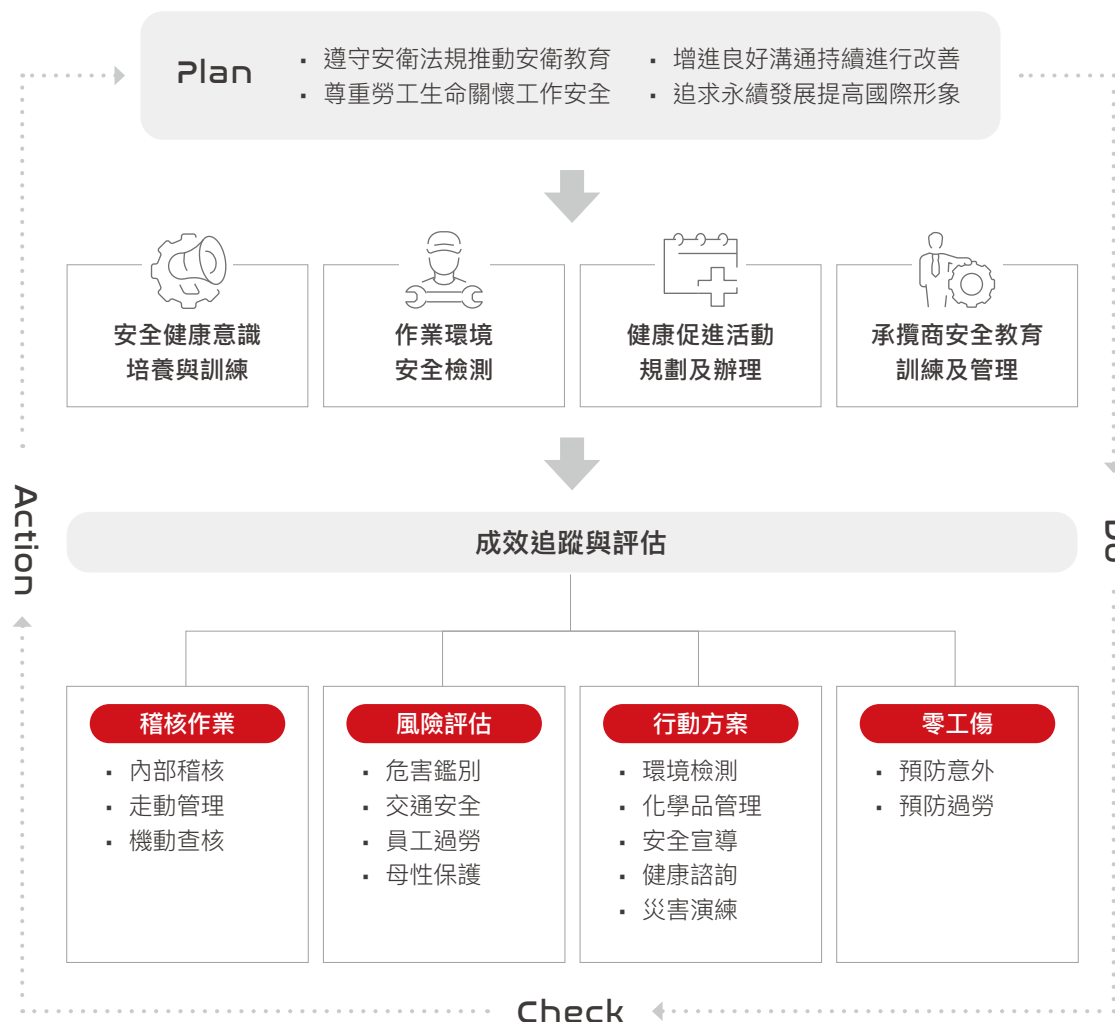 Plan
▪ 遵守安衛法規推動安衛教育
▪ 尊重勞工生命關懷工作安全
▪ 增進良好溝通持續進行改善
▪ 追求永續發展提高國際形象
安全健康意識
培養與訓練
作業環境
安全檢測
健康促進活動
規劃及辦理
承攬商安全教育
訓練及管理
Action
成效追蹤與評估
稽核作業
▪ 內部稽核
▪ 走動管理
▪ 機動查核
風險評估
▪ 危害鑑別
▪ 交通安全
▪ 員工過勞
▪ 母性保護
行動方案
▪ 環境檢測
▪ 化學品管理
▪ 安全宣導
▪ 健康諮詢
▪ 災害演練
零工傷
▪ 預防意外
▪ 預防過勞
Check